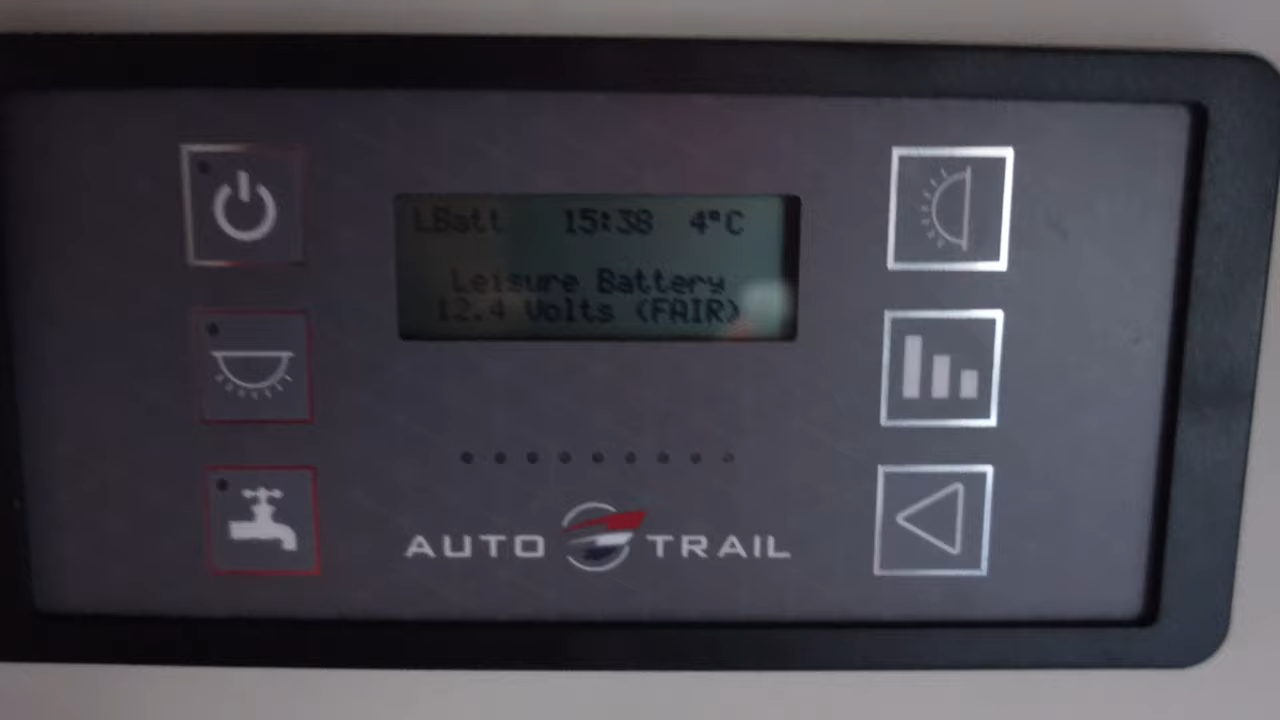 LBatt 15:38 4°C
Leisure Battery
12.4 Volts (FAIR)
AUTO TRAIL